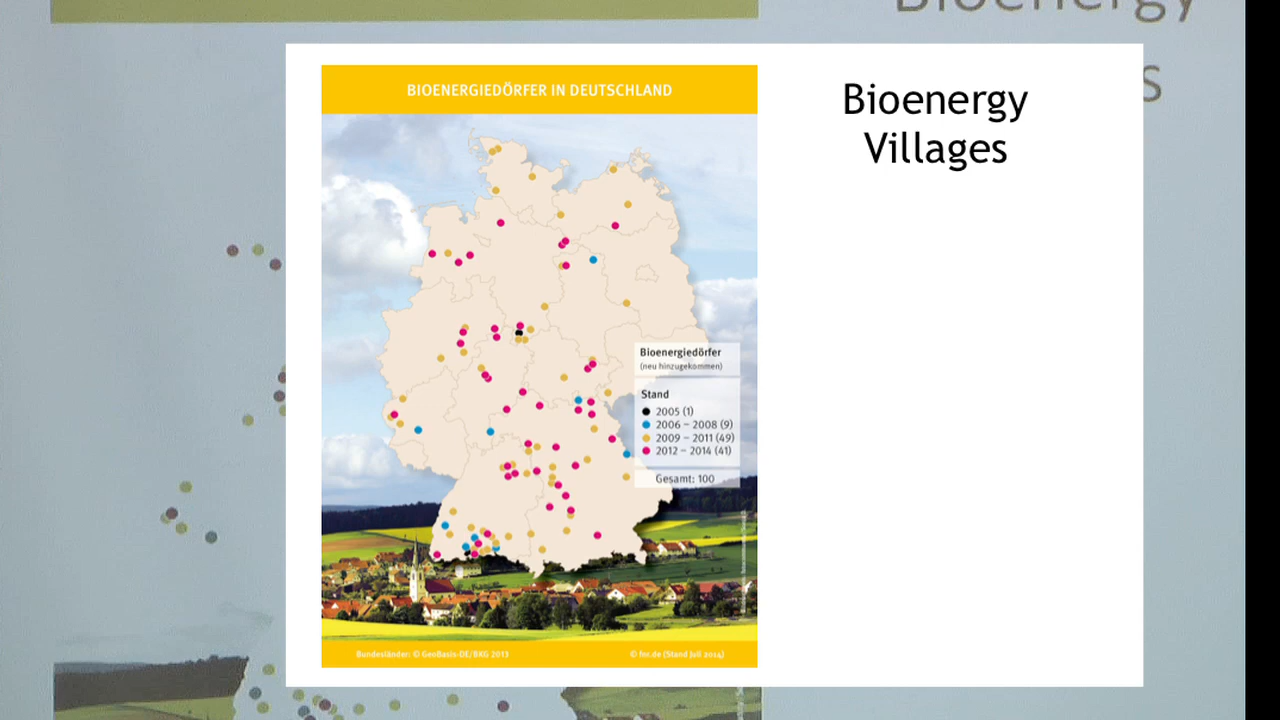 Bioenergy
BIOENERGIEDÖRFER IN DEUTSCHLAND
Bioenergy
Villages
Bioenergiedörfer
(neu hinzugekommen)
Stand
2005 (1)
2006 – 2008 (9)
2009 – 2011 (49)
2012 – 2014 (41)
Gesamt: 100
Bundesländer: © GeoBasis-DE/BKG 2013
© fnr.de (Stand Juli 2014)